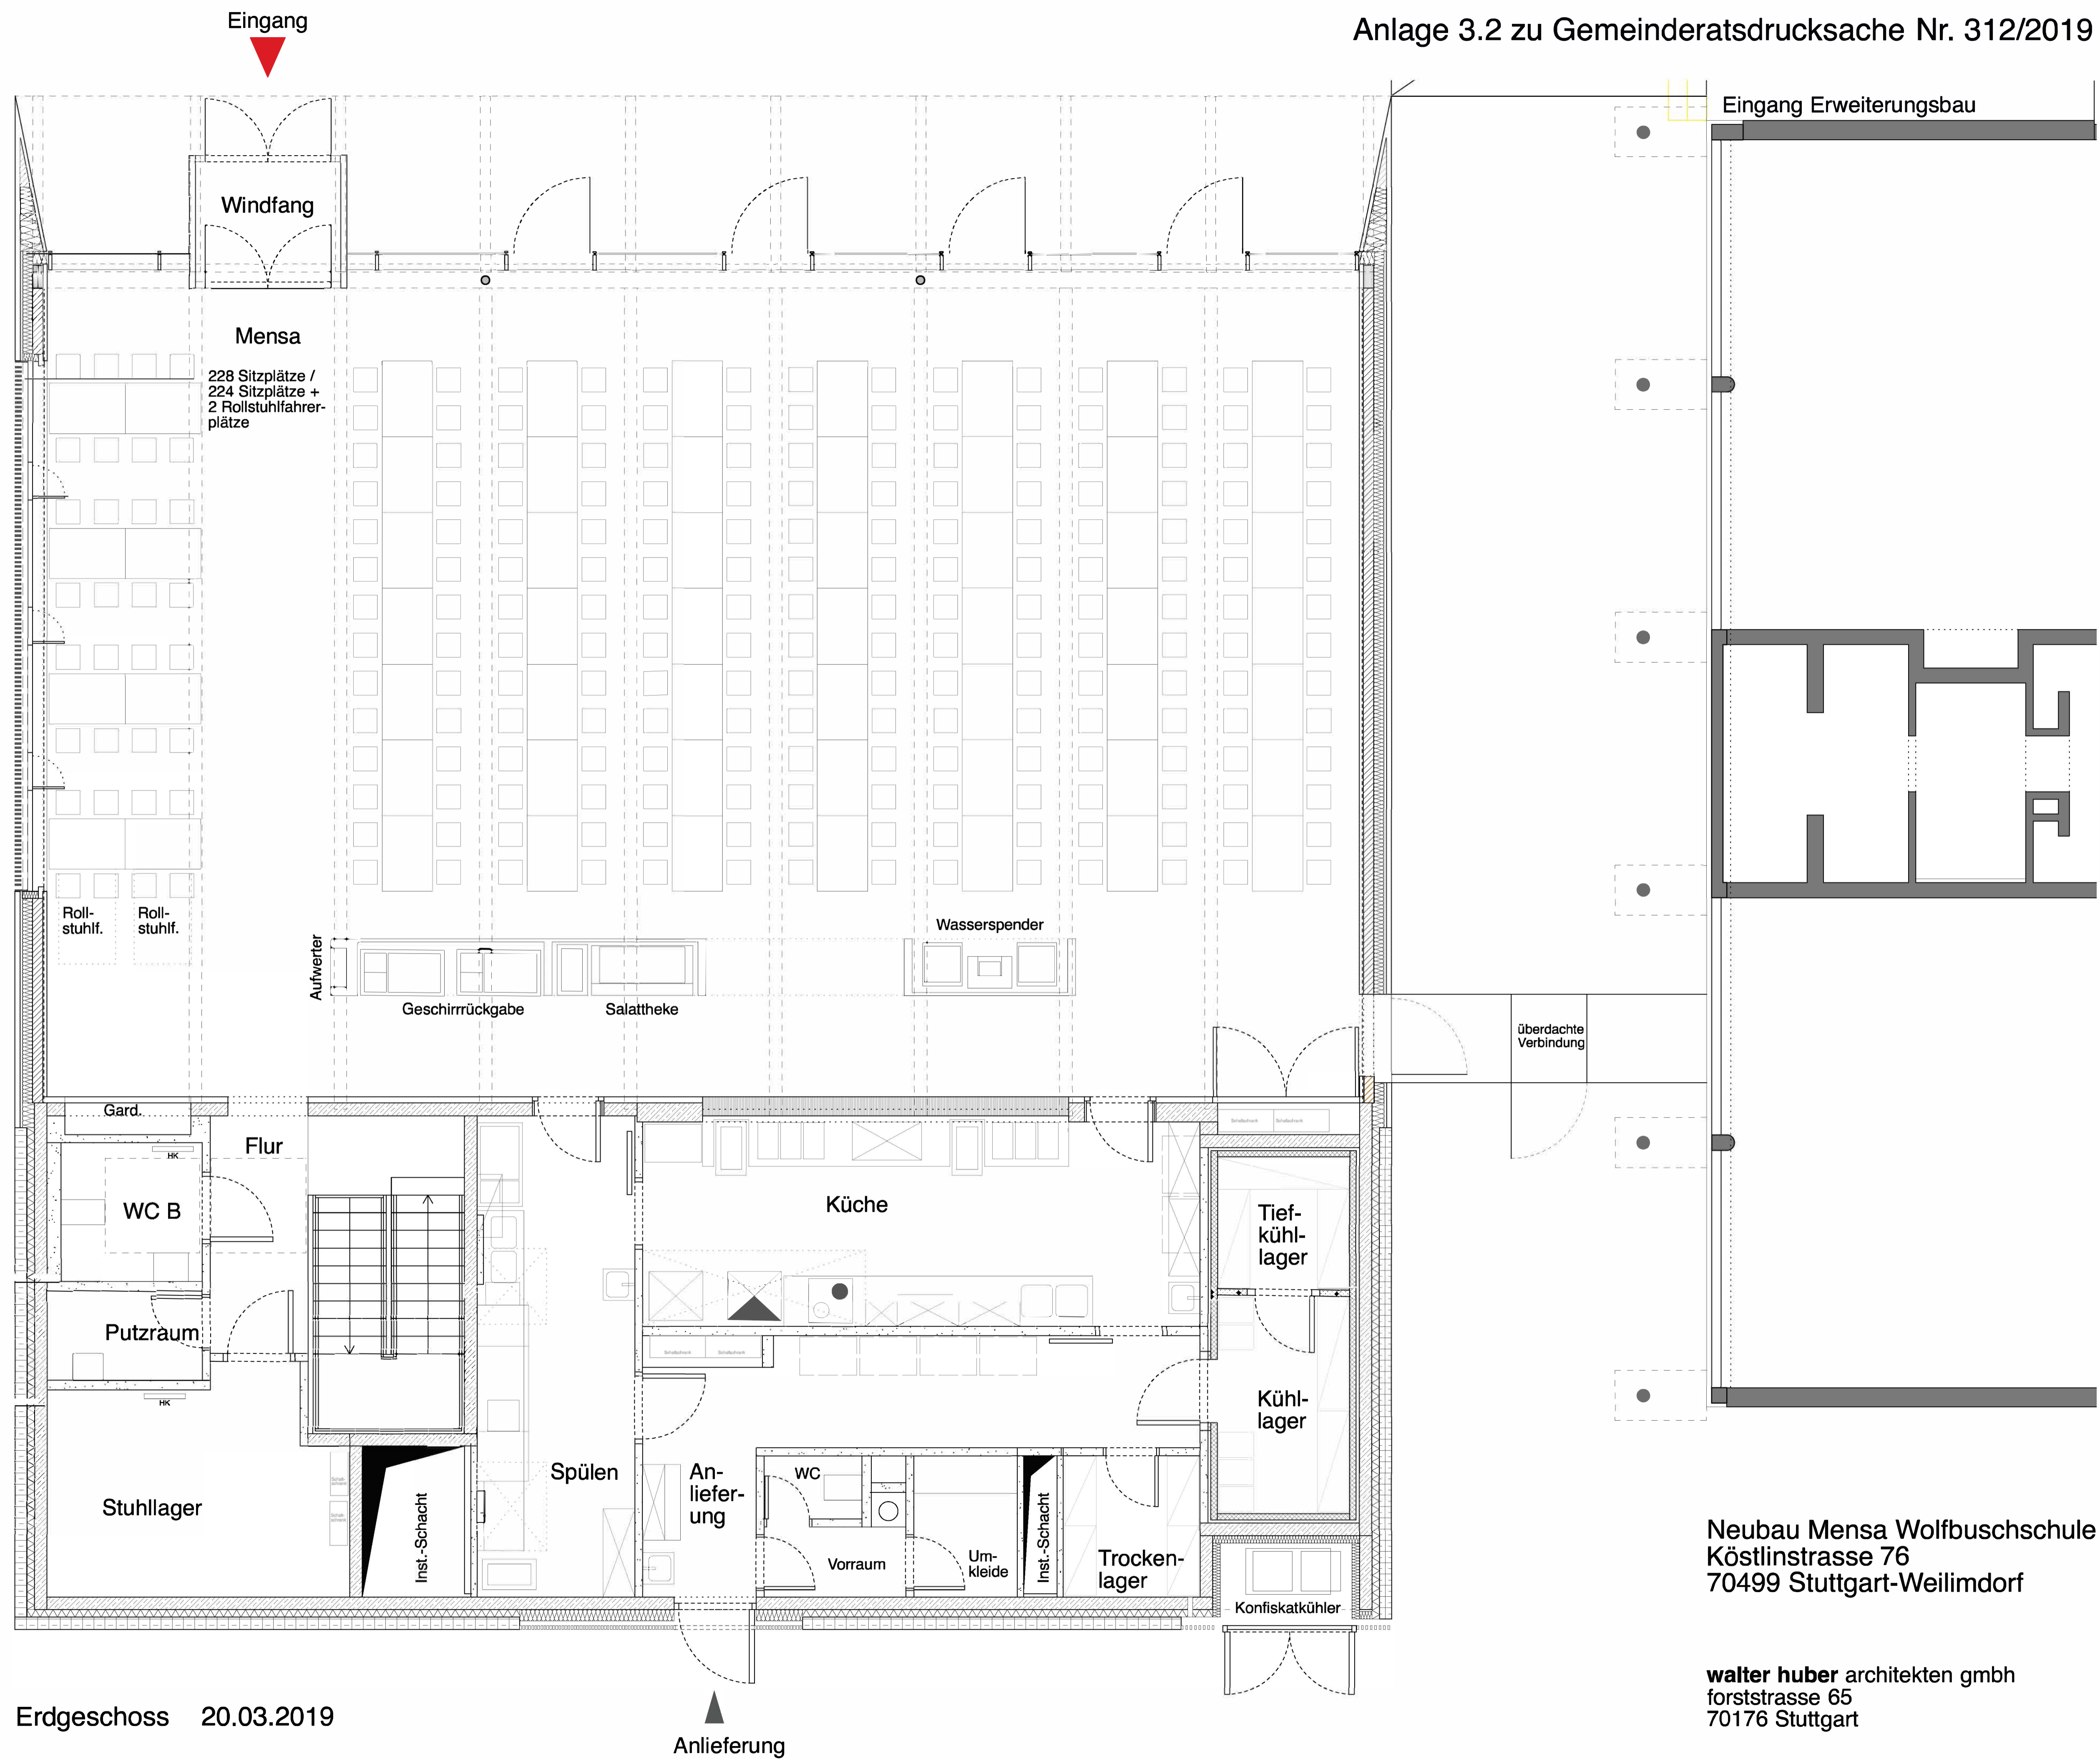 Eingang
Anlage 3.2 zu Gemeinderatsdrucksache Nr. 312/2019
Eingang Erweiterungsbau
Windfang
Mensa
228 Sitzplätze /
224 Sitzplätze +
2 Rollstuhlfahrer-
plätze
Roll-
stuhlf.
Roll-
stuhlf.
Aufwerter
Geschirrrückgabe
Salattheke
Wasserspender
überdachte
Verbindung
Gard.
Flur
HK
WC B
Putzraum
HK
Stuhllager
Inst.-Schacht
Spülen
Küche
An-
liefer-
ung
WC
Vorraum
Um-
kleide
Inst.-Schacht
Trocken-
lager
Tief-
kühl-
lager
Kühl-
lager
Konfiskatkühler
Neubau Mensa Wolfbuschschule
Köstlinstrasse 76
70499 Stuttgart-Weilimdorf
walter huber architekten gmbh
forststrasse 65
70176 Stuttgart
Erdgeschoss 20.03.2019
Anlieferung